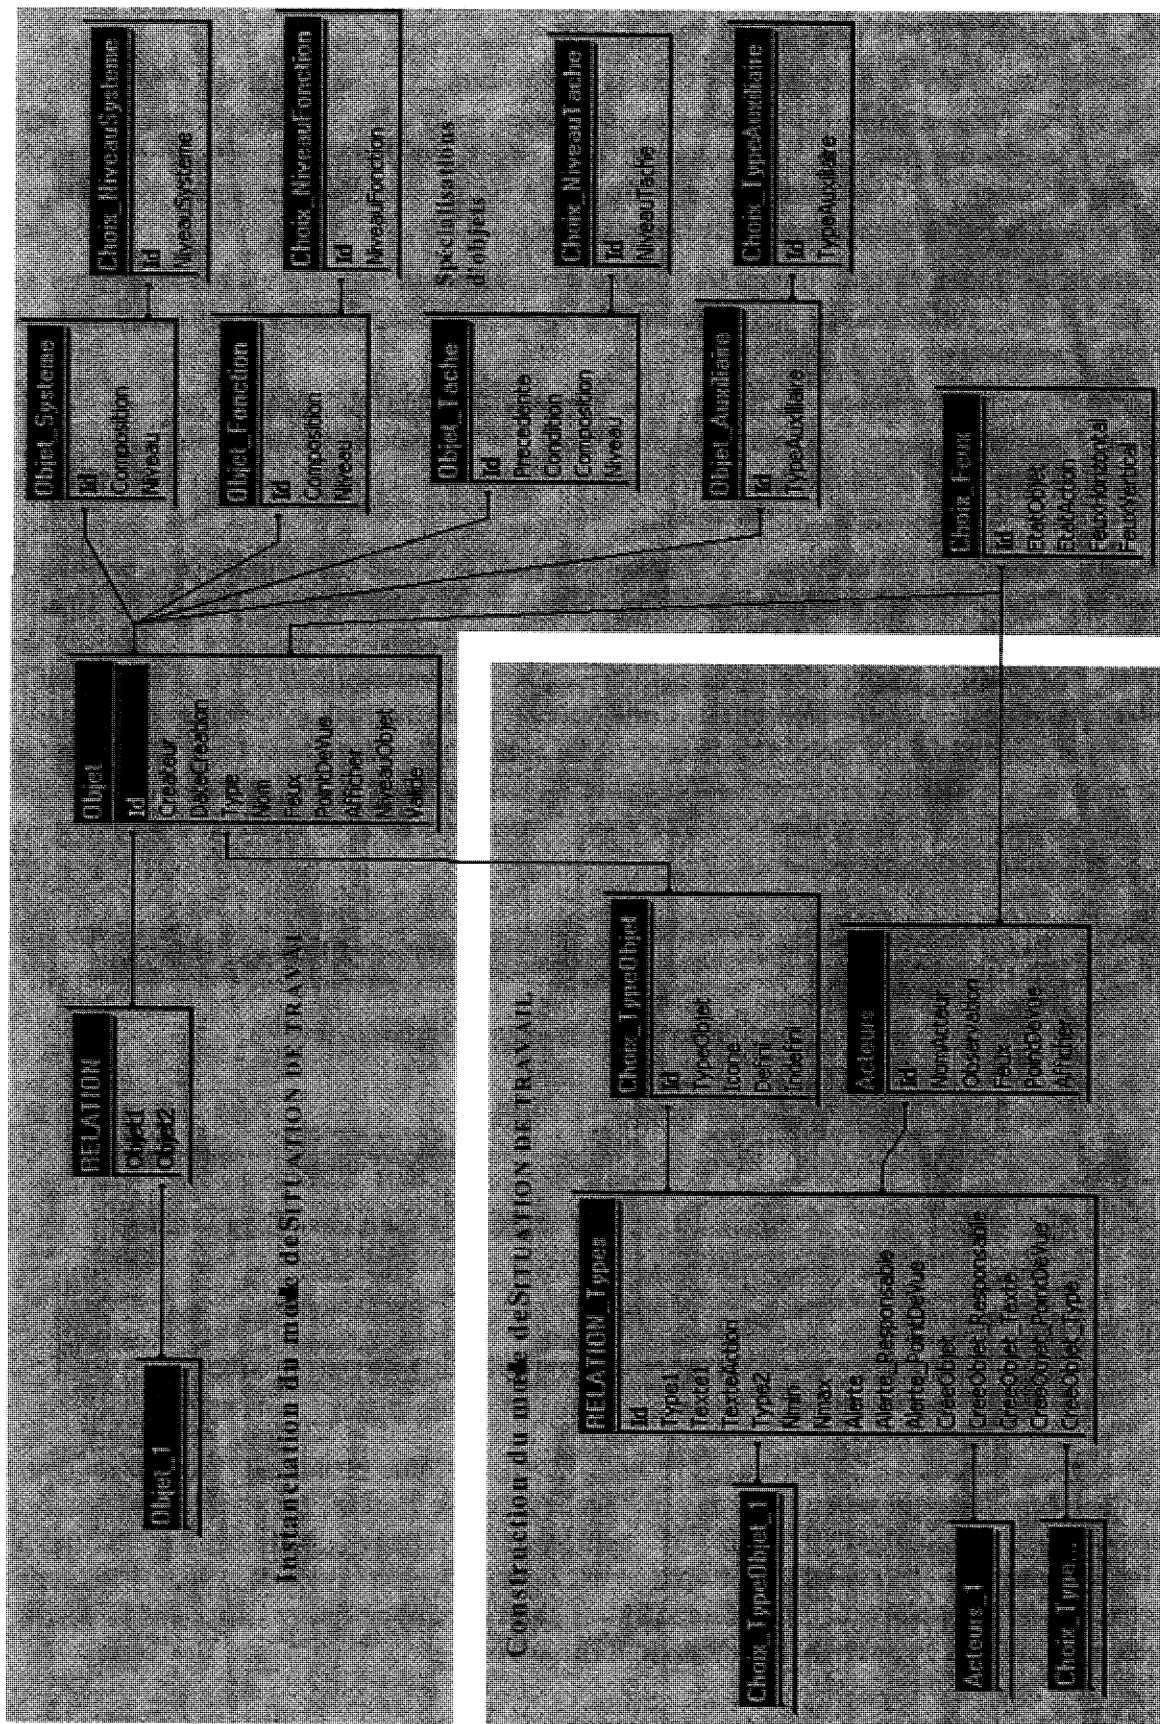 Objet_1
RELATION
Objet1
Objet2
Objet
Id
Createur
DateCreation
Type
Nom
Feux
PointDeVue
Afficher
NiveauObjet
Valide
Objet_Systeme
Id
Composition
Niveau
Choix_NiveauSysteme
Id
NiveauSysteme
Objet_Fonction
Id
Composition
Niveau
Choix_NiveauFonction
Id
NiveauFonction
Spécialisations
d'objets
Objet_Tache
Id
Precedente
Condition
Composition
Niveau
Choix_NiveauTache
Id
NiveauTache
Objet_Auxiliaire
Id
TypeAuxilliaire
Choix_TypeAuxiliaire
Id
TypeAuxiliaire
Choix_Feux
Id
EtatObjet
EtatAction
FeuxHorizontal
FeuxVertical
Instanciation du modèle de SITUATION DE TRAVAIL
Construction du modèle de SITUATION DE TRAVAIL
Choix_TypeObjet_1
Acteurs_1
Choix_Type...
RELATION_Types
Id
Type1
Texte1
TexteAction
Type2
Nmin
Nmax
Alerte
Alerte_Responsable
Alerte_PointDeVue
CreeObjet
CreeObjet_Responsable
CreeObjet_Texte
CreeObjet_PointDeVue
CreeObjet_Type
Choix_TypeObjet
Id
TypeObjet
Icone
Defini
Indefini
Acteurs
Id
NomActeur
Observation
Feux
PointDeVue
Afficher